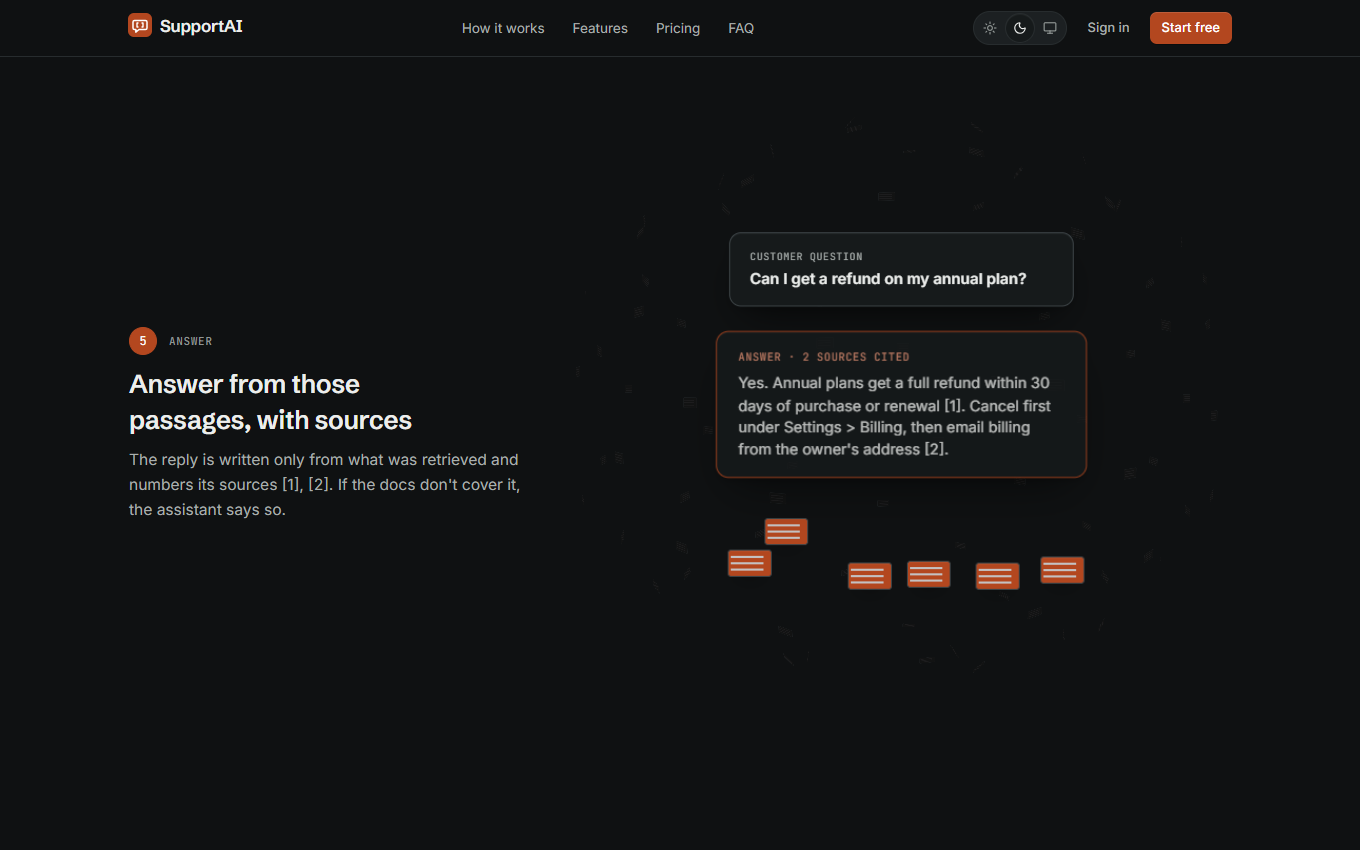 SupportAI
How it works
Features
Pricing
FAQ
Sign in
Start free
CUSTOMER QUESTION
Can I get a refund on my annual plan?
5
ANSWER
Answer from those
passages, with sources
The reply is written only from what was retrieved and
numbers its sources [1], [2]. If the docs don't cover it,
the assistant says so.
ANSWER · 2 SOURCES CITED
Yes. Annual plans get a full refund within 30
days of purchase or renewal [1]. Cancel first
under Settings > Billing, then email billing
from the owner's address [2].